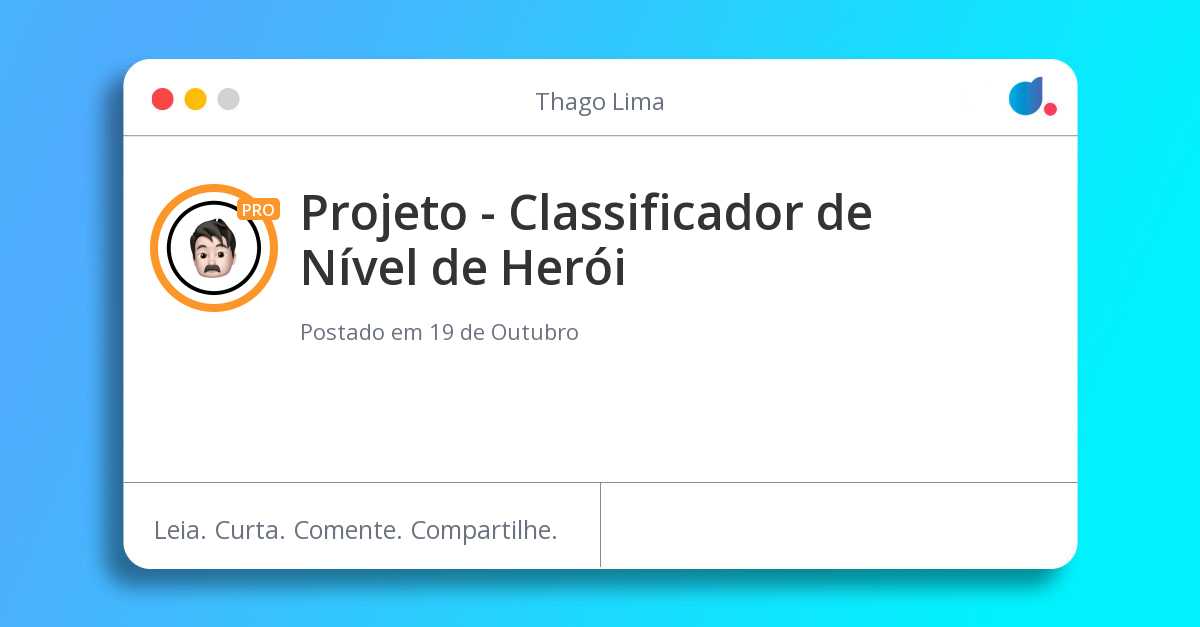 Thago Lima
PRO
Projeto - Classificador de
Nível de Herói
Postado em 19 de Outubro
Leia. Curta. Comente. Compartilhe.